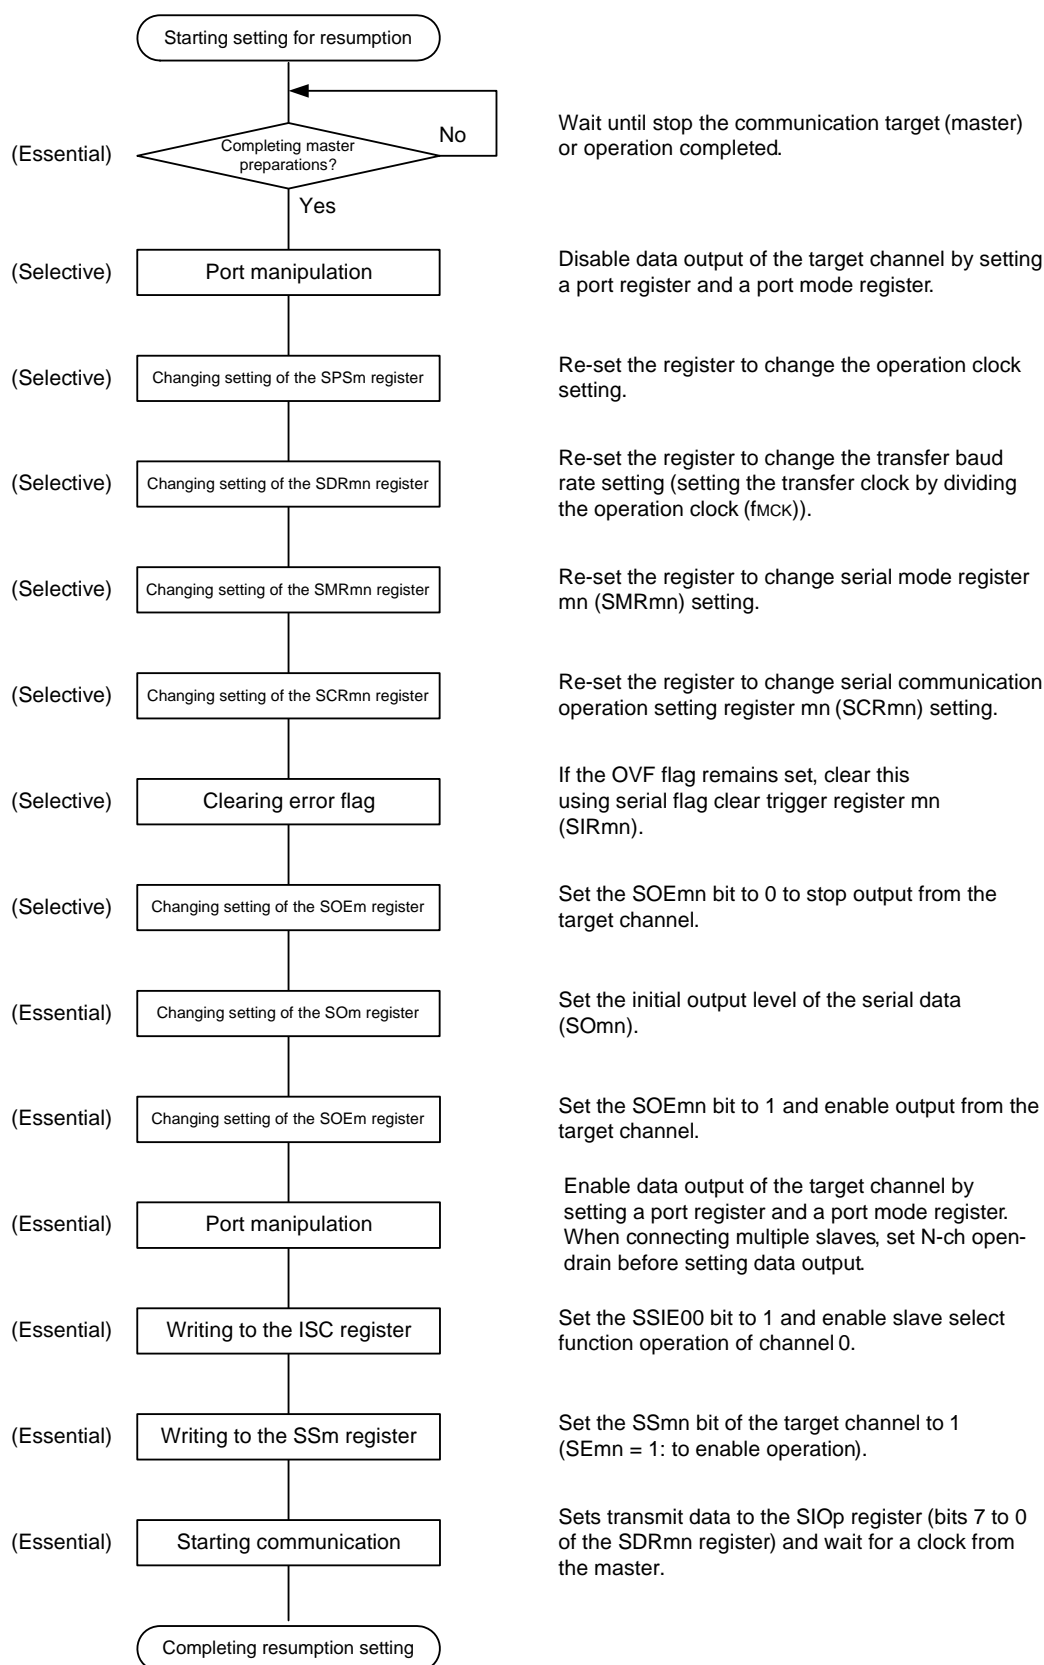 Starting setting for resumption
(Essential)
Completing master
preparations?
No
Yes
Wait until stop the communication target (master)
or operation completed.
(Selective)
Port manipulation
Disable data output of the target channel by setting
a port register and a port mode register.
(Selective)
Changing setting of the SPSm register
Re-set the register to change the operation clock
setting.
(Selective)
Changing setting of the SDRmn register
Re-set the register to change the transfer baud
rate setting (setting the transfer clock by dividing
the operation clock (fMCK)).
(Selective)
Changing setting of the SMRmn register
Re-set the register to change serial mode register
mn (SMRmn) setting.
(Selective)
Changing setting of the SCRmn register
Re-set the register to change serial communication
operation setting register mn (SCRmn) setting.
(Selective)
Clearing error flag
If the OVF flag remains set, clear this
using serial flag clear trigger register mn
(SIRmn).
(Selective)
Changing setting of the SOEm register
Set the SOEmn bit to 0 to stop output from the
target channel.
(Essential)
Changing setting of the SOm register
Set the initial output level of the serial data
(SOmn).
(Essential)
Changing setting of the SOEm register
Set the SOEmn bit to 1 and enable output from the
target channel.
(Essential)
Port manipulation
Enable data output of the target channel by
setting a port register and a port mode register.
When connecting multiple slaves, set N-ch open-
drain before setting data output.
(Essential)
Writing to the ISC register
Set the SSIE00 bit to 1 and enable slave select
function operation of channel 0.
(Essential)
Writing to the SSm register
Set the SSmn bit of the target channel to 1
(SEmn = 1: to enable operation).
(Essential)
Starting communication
Sets transmit data to the SIOp register (bits 7 to 0
of the SDRmn register) and wait for a clock from
the master.
Completing resumption setting